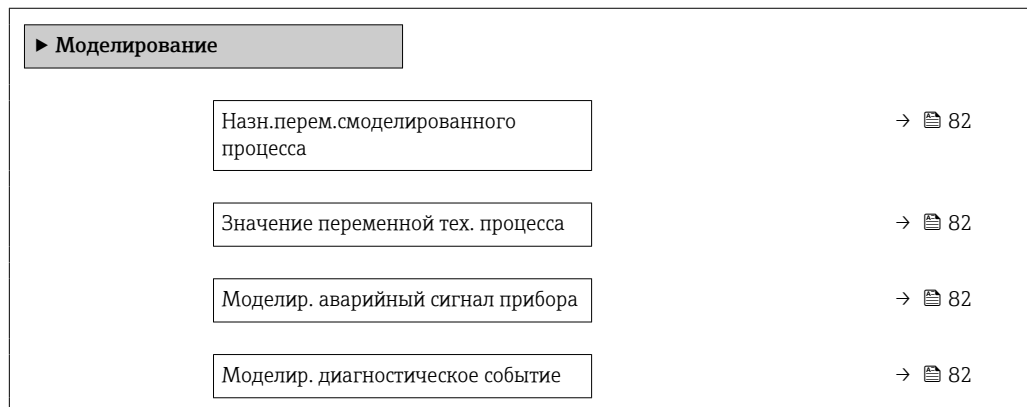 ▶ Моделирование
Назн.перем.смоделированного
процесса
→ 82
Значение переменной тех. процесса
→ 82
Моделир. аварийный сигнал прибора
→ 82
Моделир. диагностическое событие
→ 82